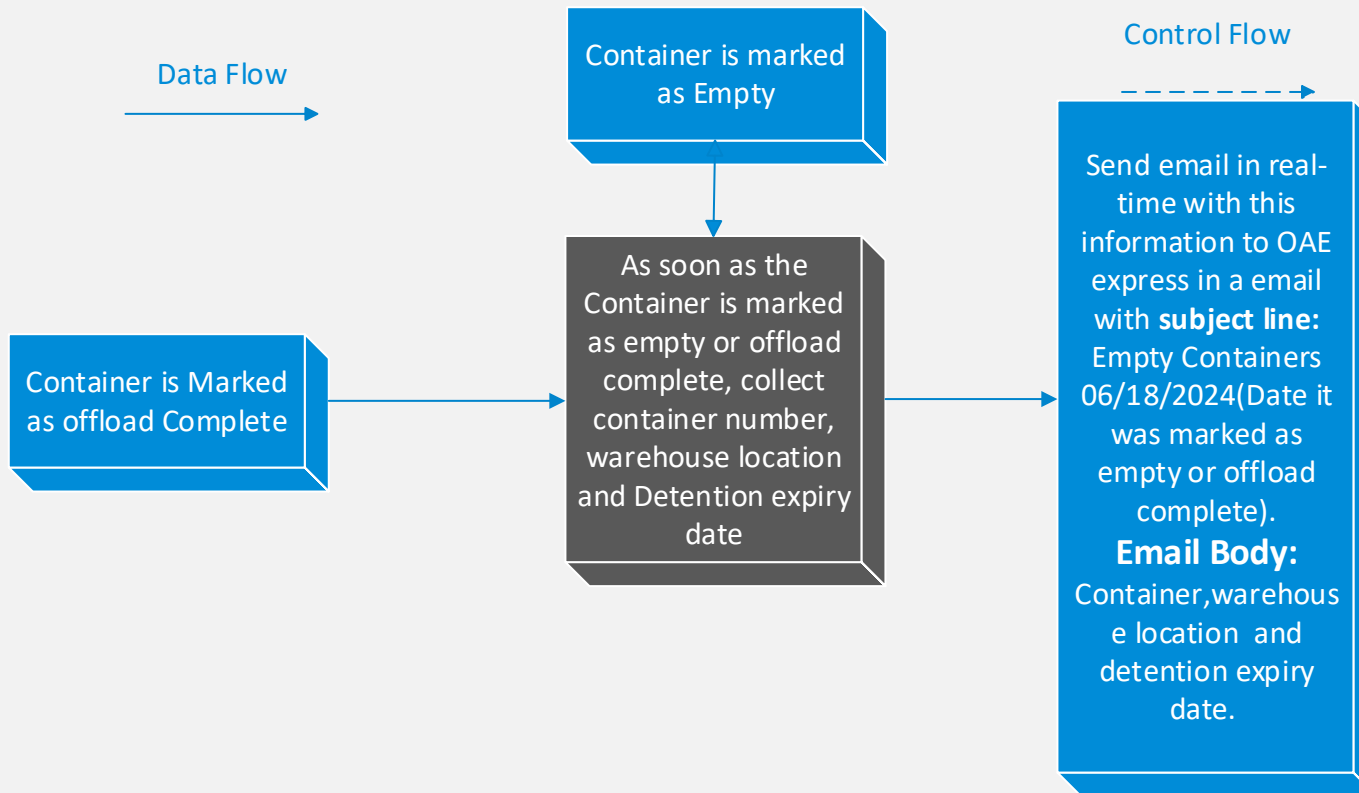 Data Flow
Container is marked
as Empty
Control Flow
Container is Marked
as offload Complete
As soon as the
Container is marked
as empty or offload
complete, collect
container number,
warehouse location
and Detention expiry
date
Send email in real-
time with this
information to OAE
express in a email
with subject line:
Empty Containers
06/18/2024(Date it
was marked as
empty or offload
complete).
Email Body:
Container,warehous
e location and
detention expiry
date.